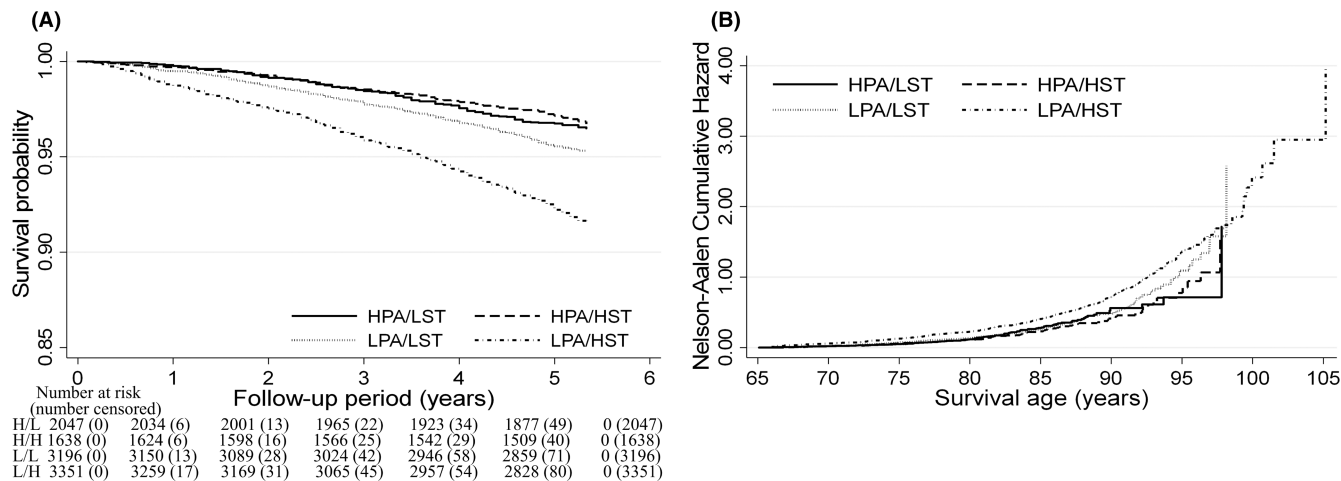 (A)
Survival probability
1.00
0.95
0.90
0.85
HPA/LST HPA/HST
LPA/LST LPA/HST
0 1 2 3 4 5 6
Follow-up period (years)
Number at risk
(number censored)
H/L 2047 (0) 2034 (6) 2001 (13) 1965 (22) 1923 (34) 1877 (49) 0 (2047)
H/H 1638 (0) 1624 (6) 1598 (16) 1566 (25) 1542 (29) 1509 (40) 0 (1638)
L/L 3196 (0) 3150 (13) 3089 (28) 3024 (42) 2946 (58) 2859 (71) 0 (3196)
L/H 3351 (0) 3259 (17) 3169 (31) 3065 (45) 2957 (54) 2828 (80) 0 (3351)
(B)
Nelson-Aalen Cumulative Hazard
4.00
3.00
2.00
1.00
0.00
HPA/LST HPA/HST
LPA/LST LPA/HST
65 70 75 80 85 90 95 100 105
Survival age (years)